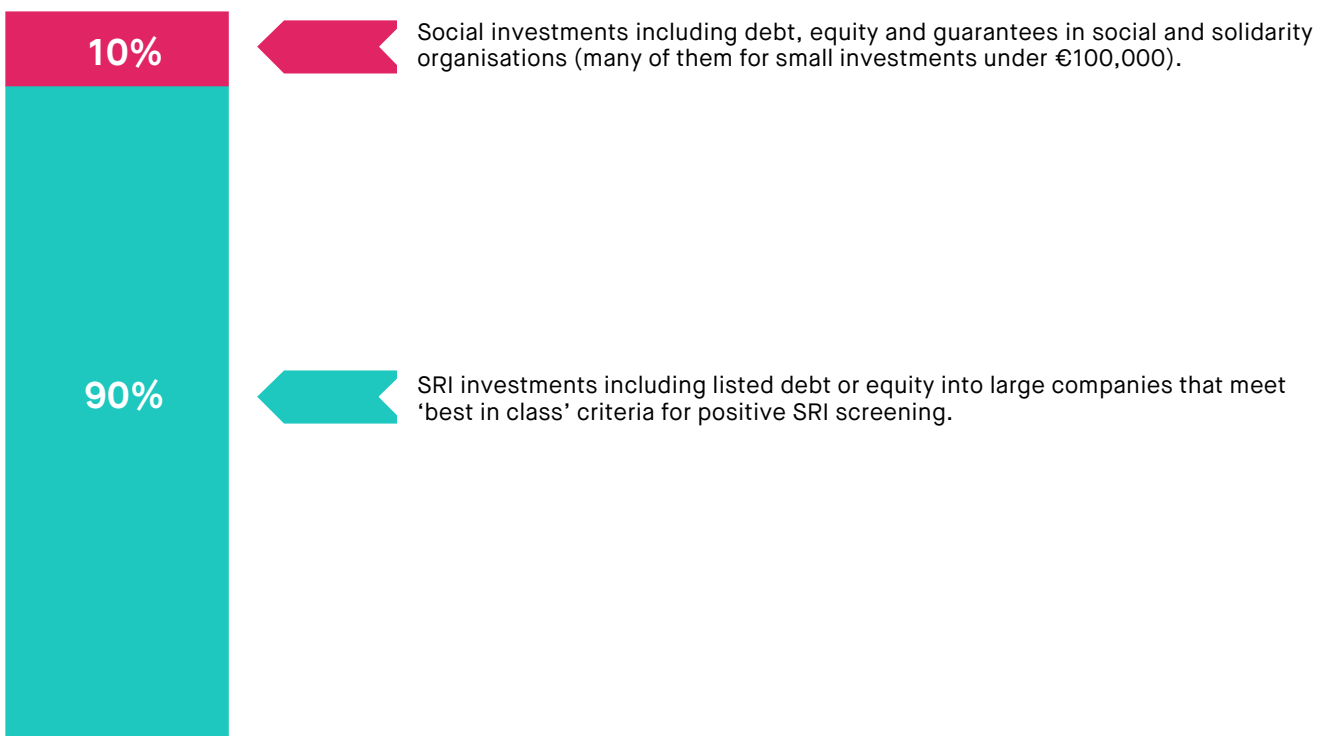 10%
Social investments including debt, equity and guarantees in social and solidarity
organisations (many of them for small investments under €100,000).
90%
SRI investments including listed debt or equity into large companies that meet
‘best in class’ criteria for positive SRI screening.